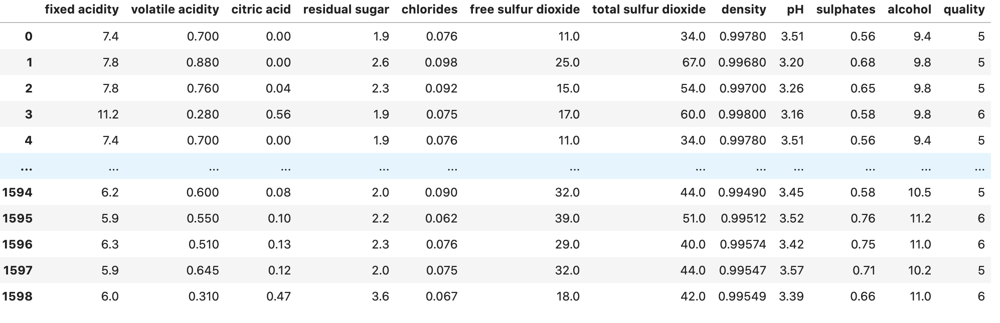 fixed acidity volatile acidity citric acid residual sugar chlorides free sulfur dioxide total sulfur dioxide density pH sulphates alcohol quality
0 7.4 0.700 0.00 1.9 0.076 11.0 34.0 0.99780 3.51 0.56 9.4 5
1 7.8 0.880 0.00 2.6 0.098 25.0 67.0 0.99680 3.20 0.68 9.8 5
2 7.8 0.760 0.04 2.3 0.092 15.0 54.0 0.99700 3.26 0.65 9.8 5
3 11.2 0.280 0.56 1.9 0.075 17.0 60.0 0.99800 3.16 0.58 9.8 6
4 7.4 0.700 0.00 1.9 0.076 11.0 34.0 0.99780 3.51 0.56 9.4 5
... ... ... ... ... ... ... ... ... ... ... ... ...
1594 6.2 0.600 0.08 2.0 0.090 32.0 44.0 0.99490 3.45 0.58 10.5 5
1595 5.9 0.550 0.10 2.2 0.062 39.0 51.0 0.99512 3.52 0.76 11.2 6
1596 6.3 0.510 0.13 2.3 0.076 29.0 40.0 0.99574 3.42 0.75 11.0 6
1597 5.9 0.645 0.12 2.0 0.075 32.0 44.0 0.99547 3.57 0.71 10.2 5
1598 6.0 0.310 0.47 3.6 0.067 18.0 42.0 0.99549 3.39 0.66 11.0 6